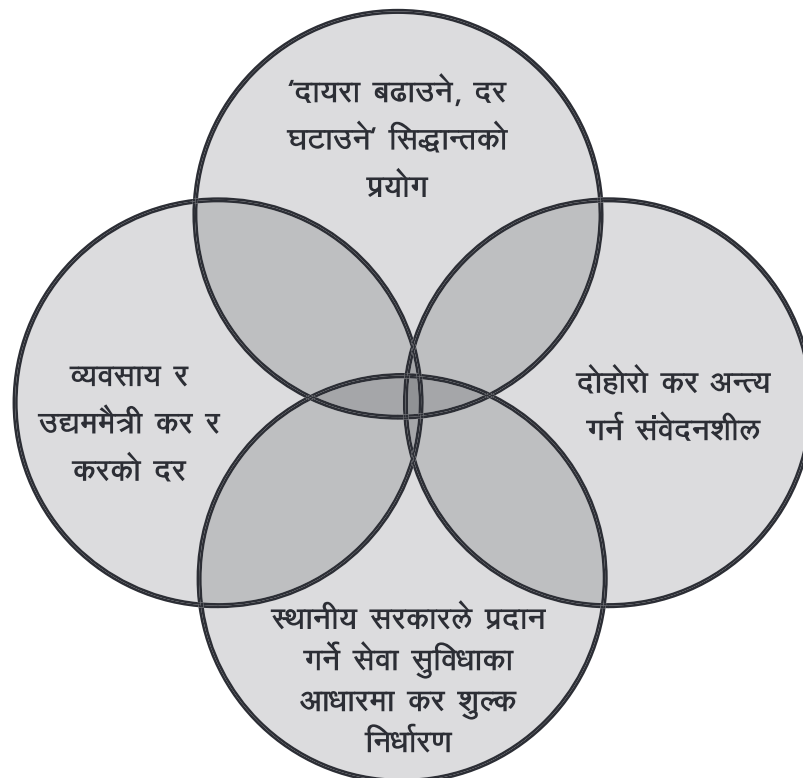 ‘दायरा बढाउने, दर
घटाउने’ सिद्धान्तको
प्रयोग
व्यवसाय र
उद्यममैत्री कर र
करको दर
दोहोरो कर अन्त्य
गर्न संवेदनशील
स्थानीय सरकारले प्रदान
गर्ने सेवा सुविधाका
आधारमा कर शुल्क
निर्धारण